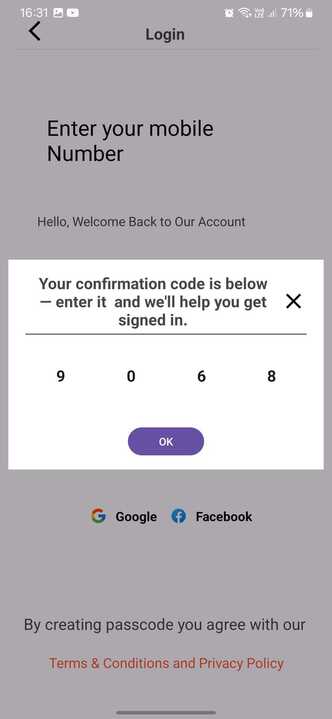 16:31 71%
Login
Enter your mobile
Number
Hello, Welcome Back to Our Account
Your confirmation code is below
— enter it and we'll help you get
signed in.
9 0 6 8
OK
Google Facebook
By creating passcode you agree with our
Terms & Conditions and Privacy Policy